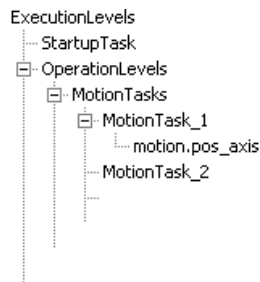 ExecutionLevels
StartupTask
OperationLevels
MotionTasks
MotionTask_1
motion.pos_axis
MotionTask_2